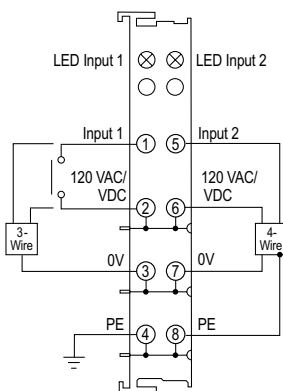 LED Input 1
LED Input 2
Input 1
1
5
Input 2
120 VAC/
VDC
120 VAC/
VDC
2
6
3-
Wire
4-
Wire
0V
3
7
0V
PE
4
8
PE